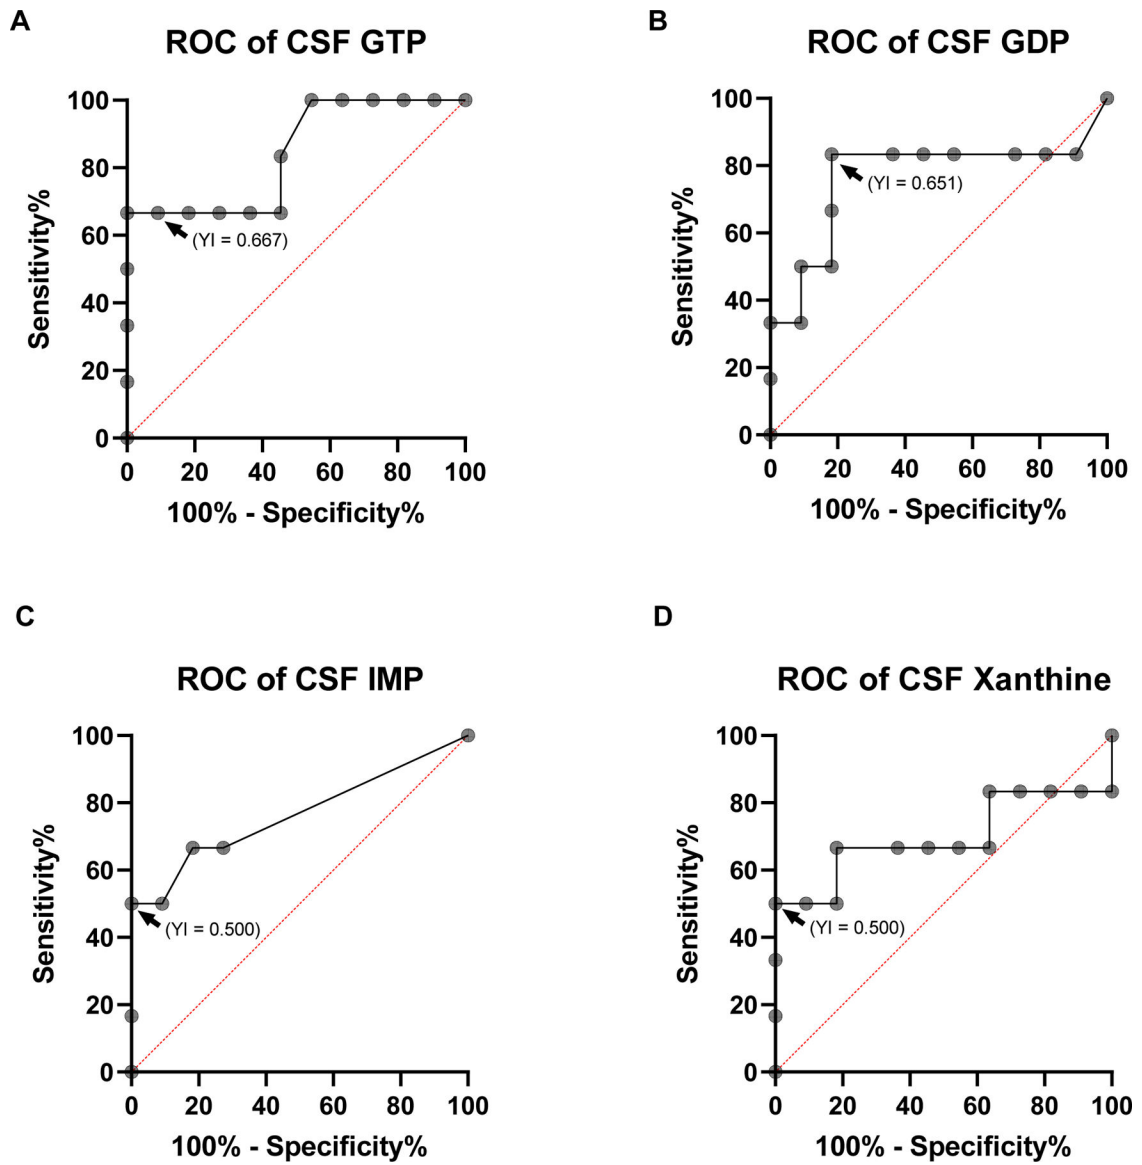 A
ROC of CSF GTP
100
80
60
40
20
0
Sensitivity%
(YI = 0.667)
0 20 40 60 80 100
100% - Specificity%
B
ROC of CSF GDP
100
80
60
40
20
0
Sensitivity%
(YI = 0.651)
0 20 40 60 80 100
100% - Specificity%
C
ROC of CSF IMP
100
80
60
40
20
0
Sensitivity%
(YI = 0.500)
0 20 40 60 80 100
100% - Specificity%
D
ROC of CSF Xanthine
100
80
60
40
20
0
Sensitivity%
(YI = 0.500)
0 20 40 60 80 100
100% - Specificity%